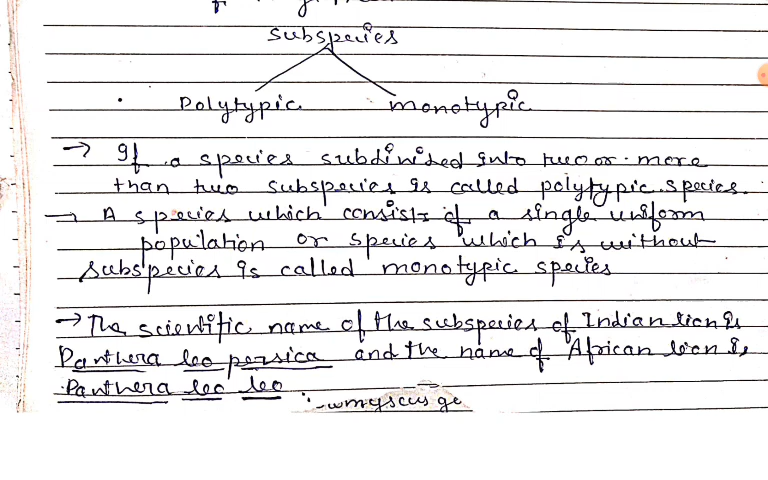 subspecies
Polytypic monotypic
→ If a species subdivided into two or more
than two subspecies is called polytypic species.
→ A species which consists of a single uniform
population or species which is without
subspecies is called monotypic species
→ The scientific name of the subspecies of Indian lion is
Panthera leo persica and the name of African lion is,
Panthera leo leo